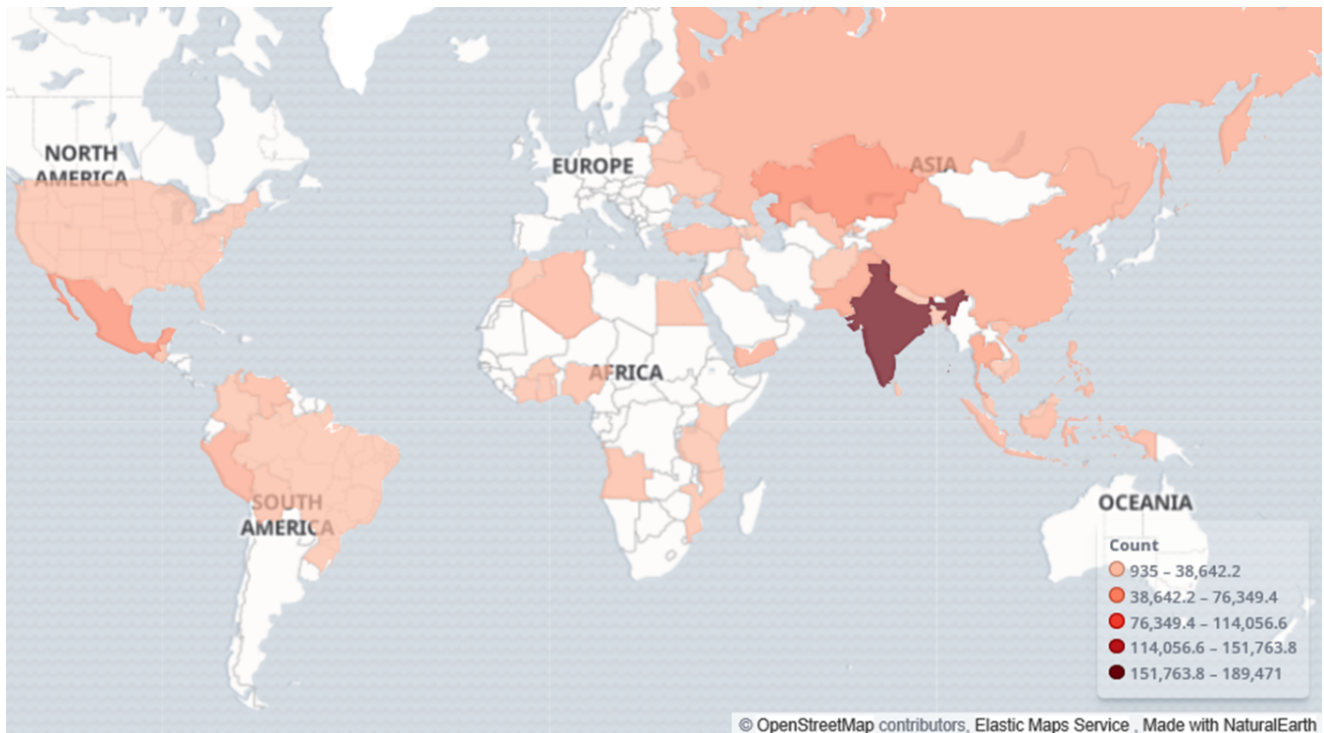 NORTH
AMERICA
EUROPE
ASIA
AFRICA
SOUTH
AMERICA
OCEANIA
Count
935 – 38,642.2
38,642.2 – 76,349.4
76,349.4 – 114,056.6
114,056.6 – 151,763.8
151,763.8 – 189,471
© OpenStreetMap contributors, Elastic Maps Service , Made with NaturalEarth